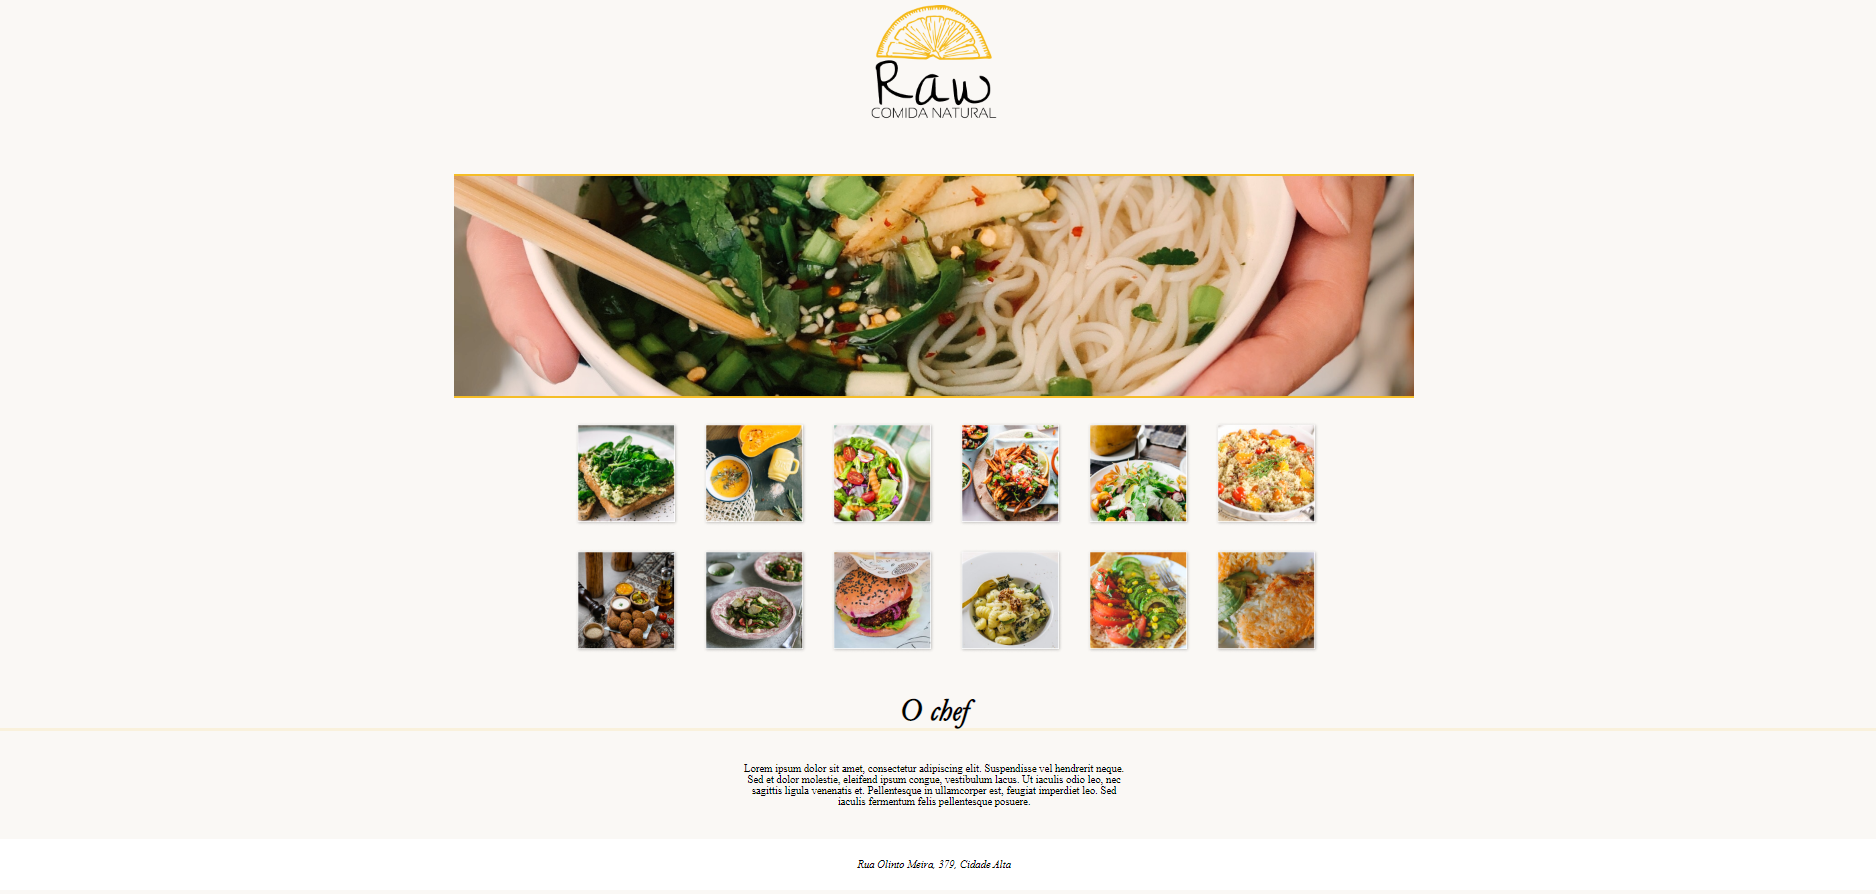 Raw
COMIDA NATURAL
O chef
Lorem ipsum dolor sit amet, consectetur adipiscing elit. Suspendisse vel hendrerit neque.
Sed et dolor molestie, eleifend ipsum congue, vestibulum lacus. Ut iaculis odio leo, nec
sagittis ligula venenatis et. Pellentesque in ullamcorper est, feugiat imperdiet leo. Sed
iaculis fermentum felis pellentesque posuere.
Rua Olinto Meira, 379, Cidade Alta